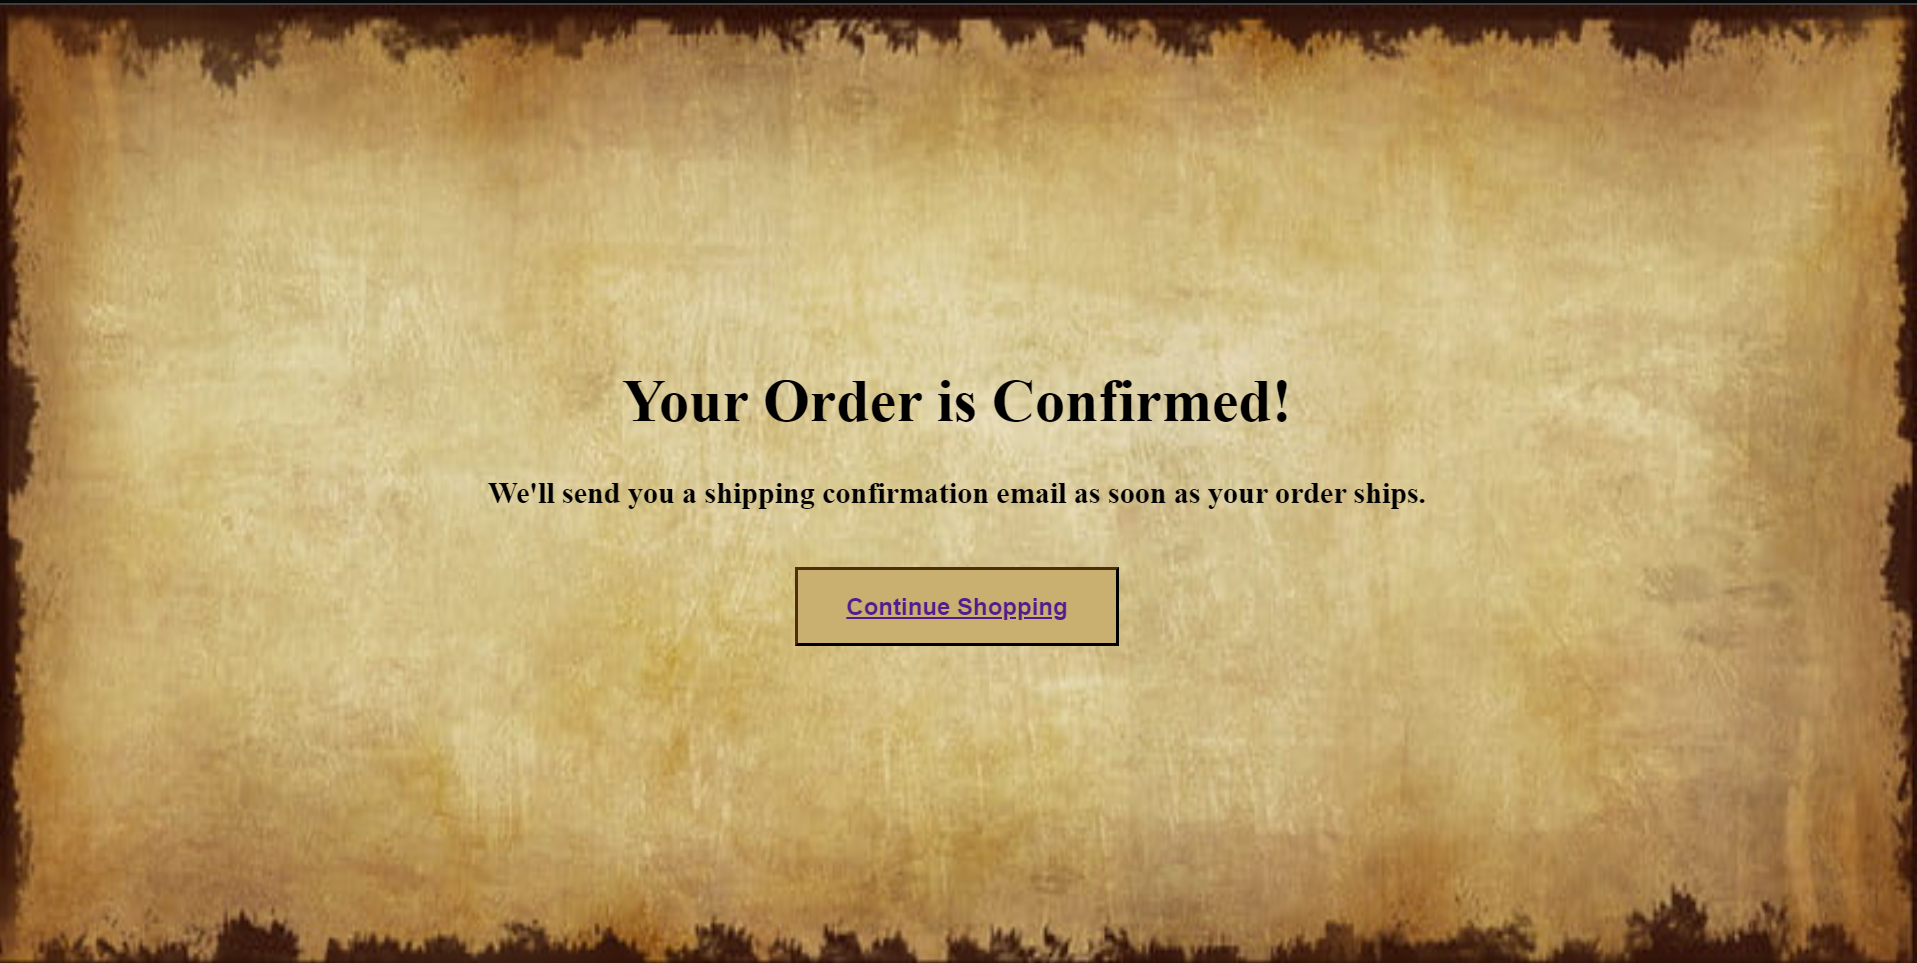 Your Order is Confirmed!
We'll send you a shipping confirmation email as soon as your order ships.
Continue Shopping